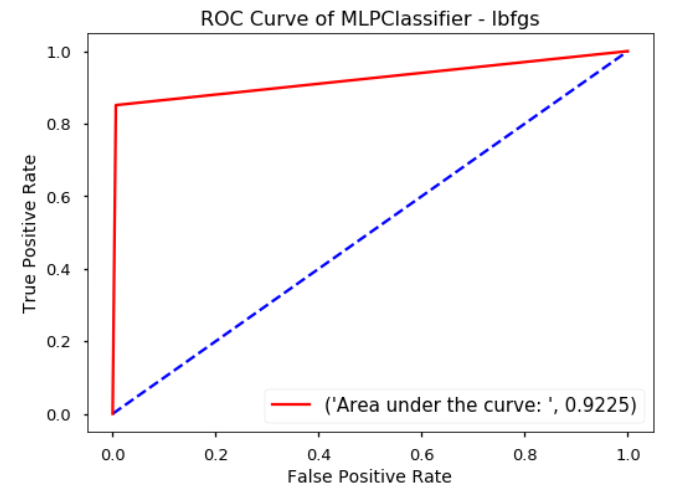 ROC Curve of MLPClassifier - lbfgs
True Positive Rate
1.0
0.8
0.6
0.4
0.2
0.0
('Area under the curve: ', 0.9225)
0.0 0.2 0.4 0.6 0.8 1.0
False Positive Rate